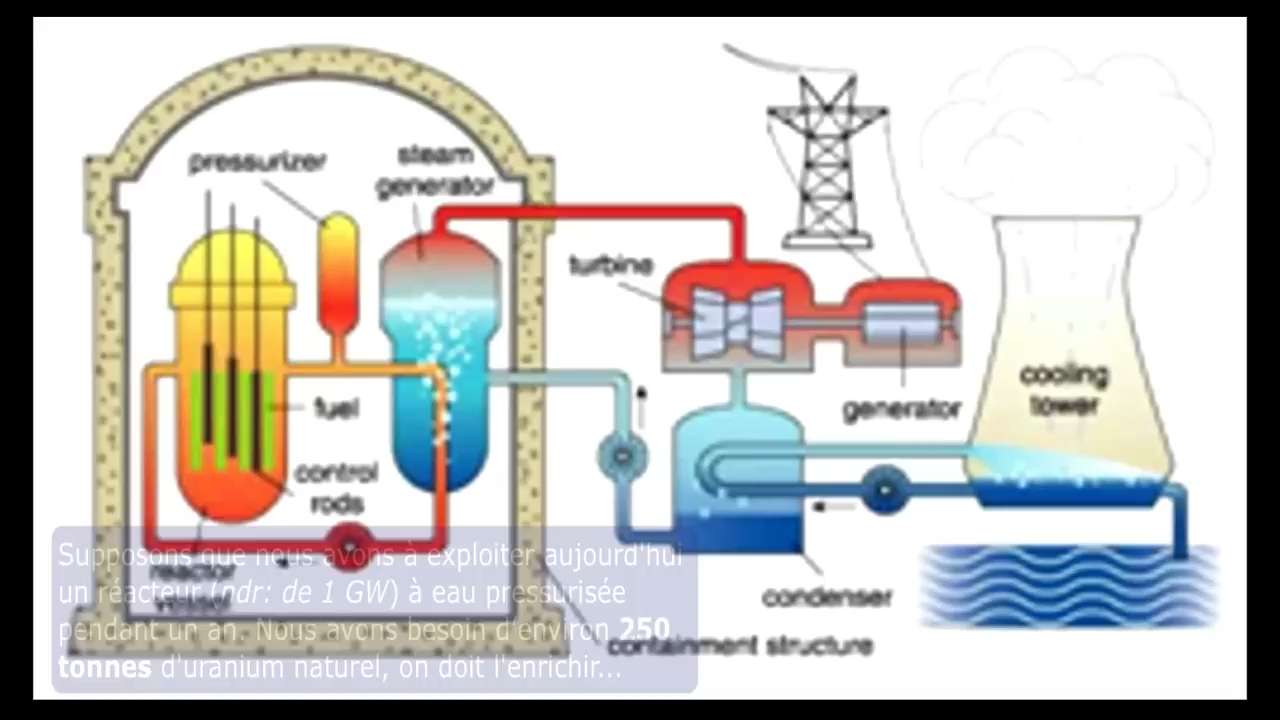 pressurizer
steam
generator
turbine
fuel
generator
cooling
tower
control
rods
reactor
vessel
condenser
containment structure
Supposons que nous avons à exploiter aujourd'hui
un réacteur (ndr: de 1 GW) à eau pressurisée
pendant un an. Nous avons besoin d'environ 250
tonnes d'uranium naturel, on doit l'enrichir...